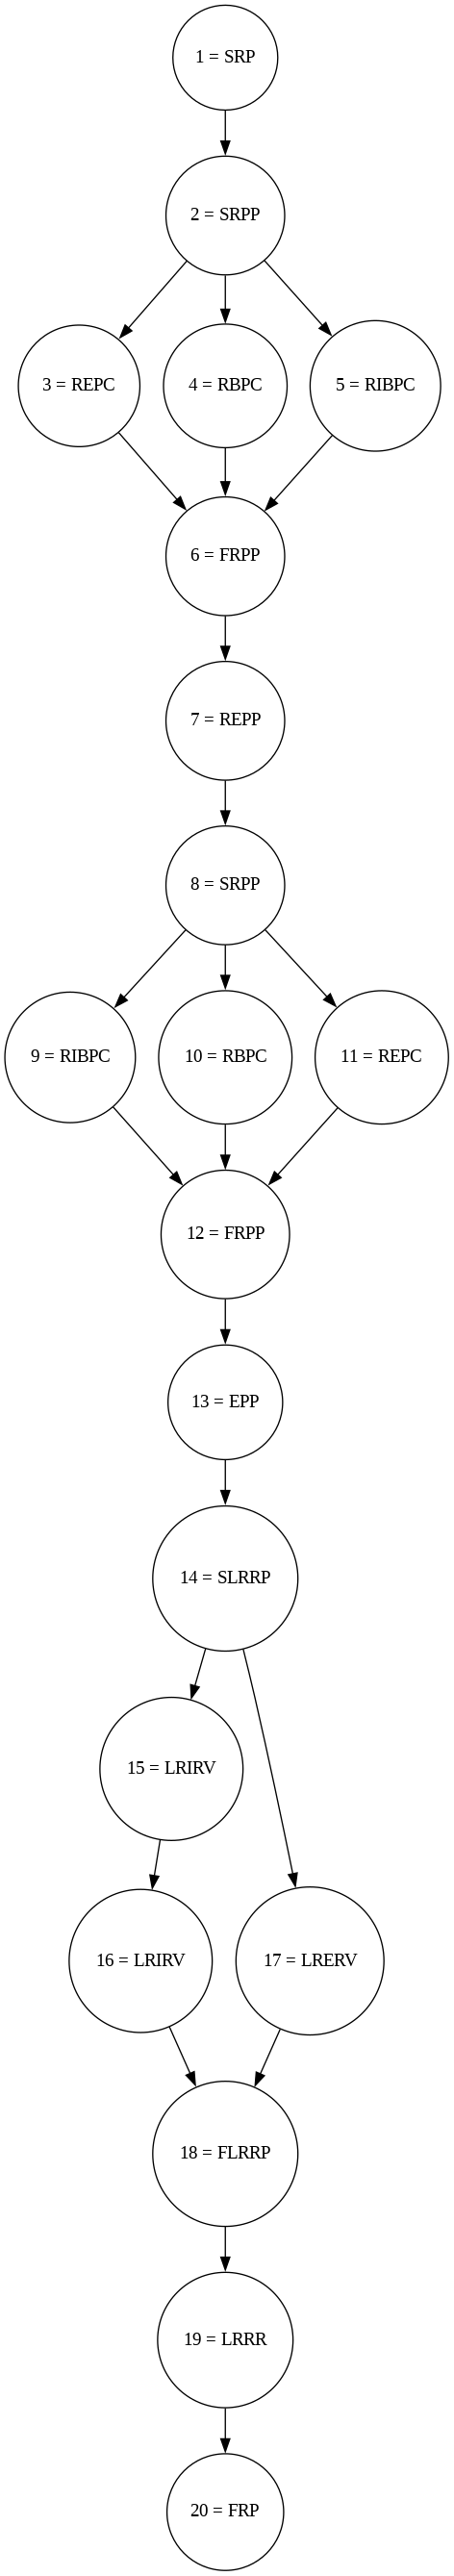 1 = SRP
2 = SRPP
3 = REPC
4 = RBPC
5 = RIBPC
6 = FRPP
7 = REPP
8 = SRPP
9 = RIBPC
10 = RBPC
11 = REPC
12 = FRPP
13 = EPP
14 = SLRRP
15 = LRIRV
16 = LRIRV
17 = LRERV
18 = FLRRP
19 = LRRR
20 = FRP